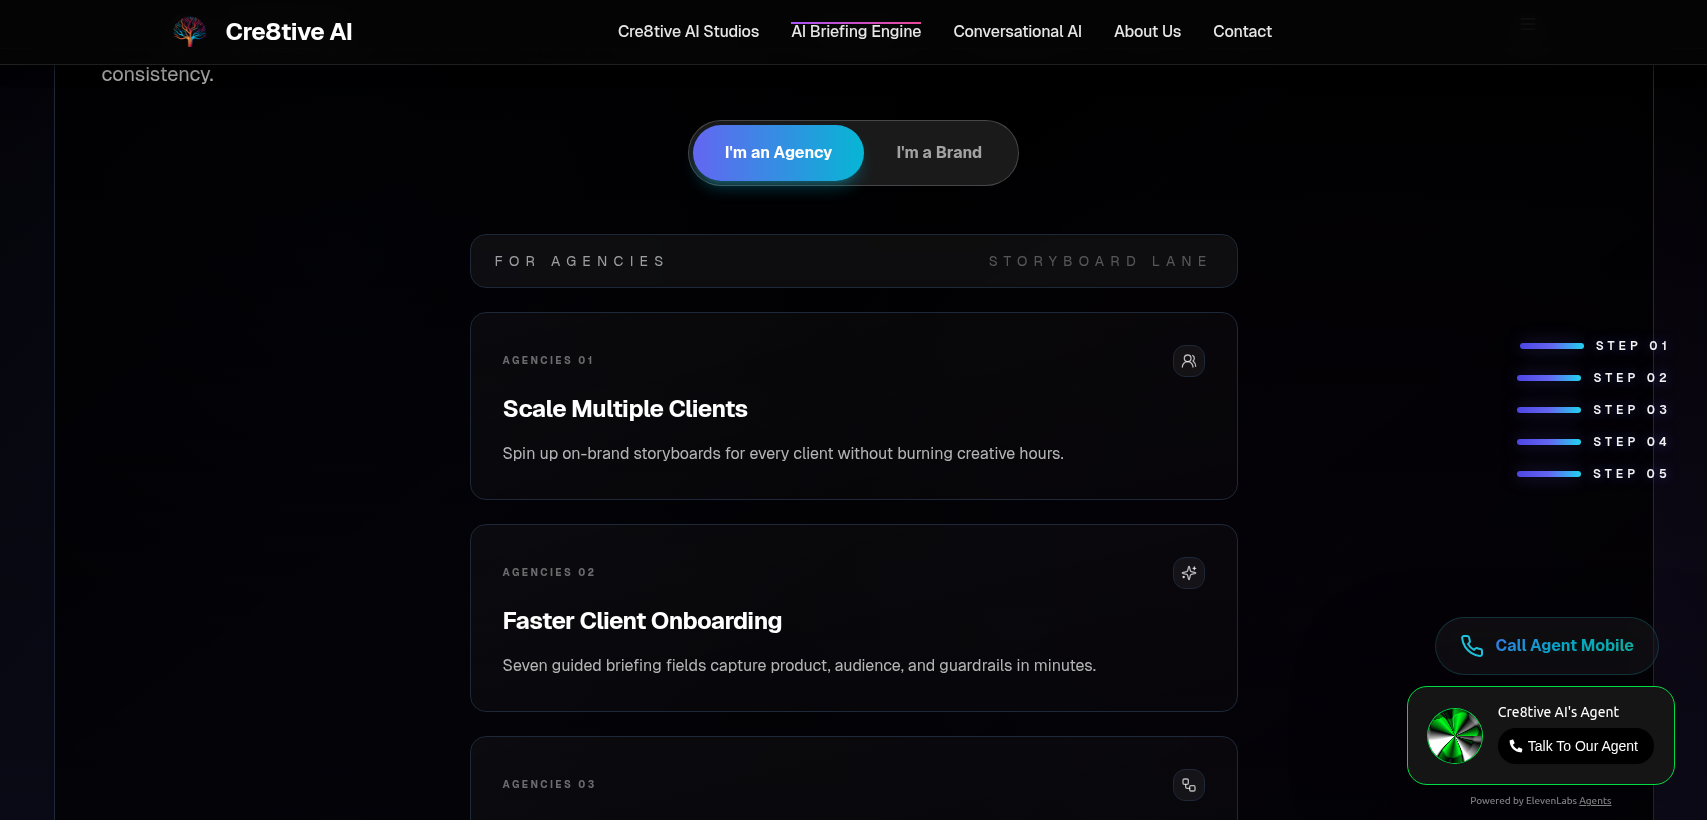 Cre8tive AI
Cre8tive AI Studios
AI Briefing Engine
Conversational AI
About Us
Contact
consistency.
I'm an Agency
I'm a Brand
FOR AGENCIES
STORYBOARD LANE
AGENCIES 01
Scale Multiple Clients
Spin up on-brand storyboards for every client without burning creative hours.
AGENCIES 02
Faster Client Onboarding
Seven guided briefing fields capture product, audience, and guardrails in minutes.
AGENCIES 03
STEP 01
STEP 02
STEP 03
STEP 04
STEP 05
Call Agent Mobile
Cre8tive AI's Agent
Talk To Our Agent
Powered by ElevenLabs Agents